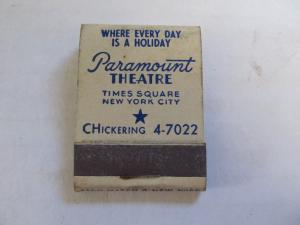 WHERE EVERY DAY
IS A HOLIDAY
Paramount
THEATRE
TIMES SQUARE
NEW YORK CITY
CHICKERING 4-7022